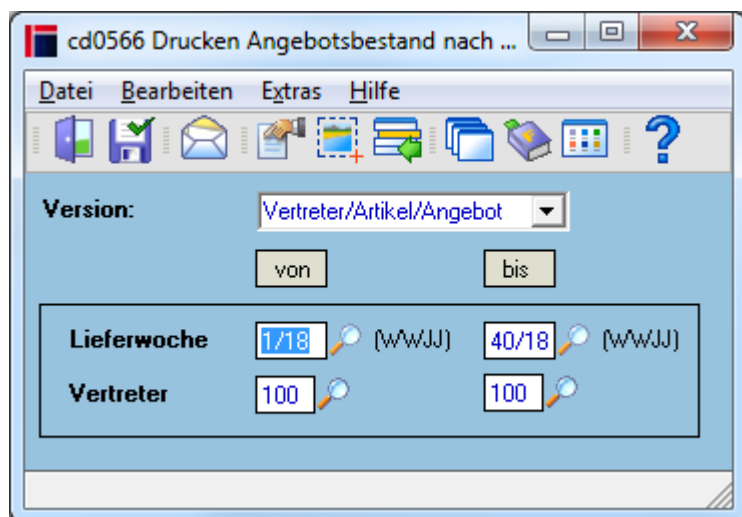 cd0566 Drucken Angebotsbestand nach ...
Datei Bearbeiten Extras Hilfe
Version: Vertreter/Artikel/Angebot
von bis
Lieferwoche 1/18 (WWJJ) 40/18 (WWJJ)
Vertreter 100 100